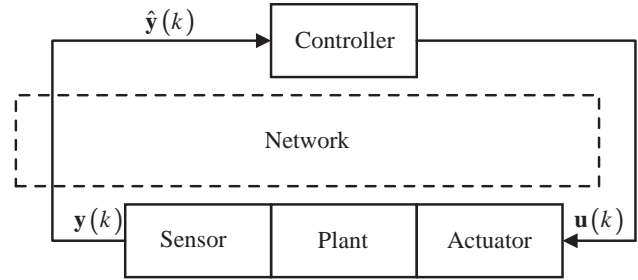 ŷ(k)
Controller
Network
y(k)
Sensor
Plant
Actuator
u(k)